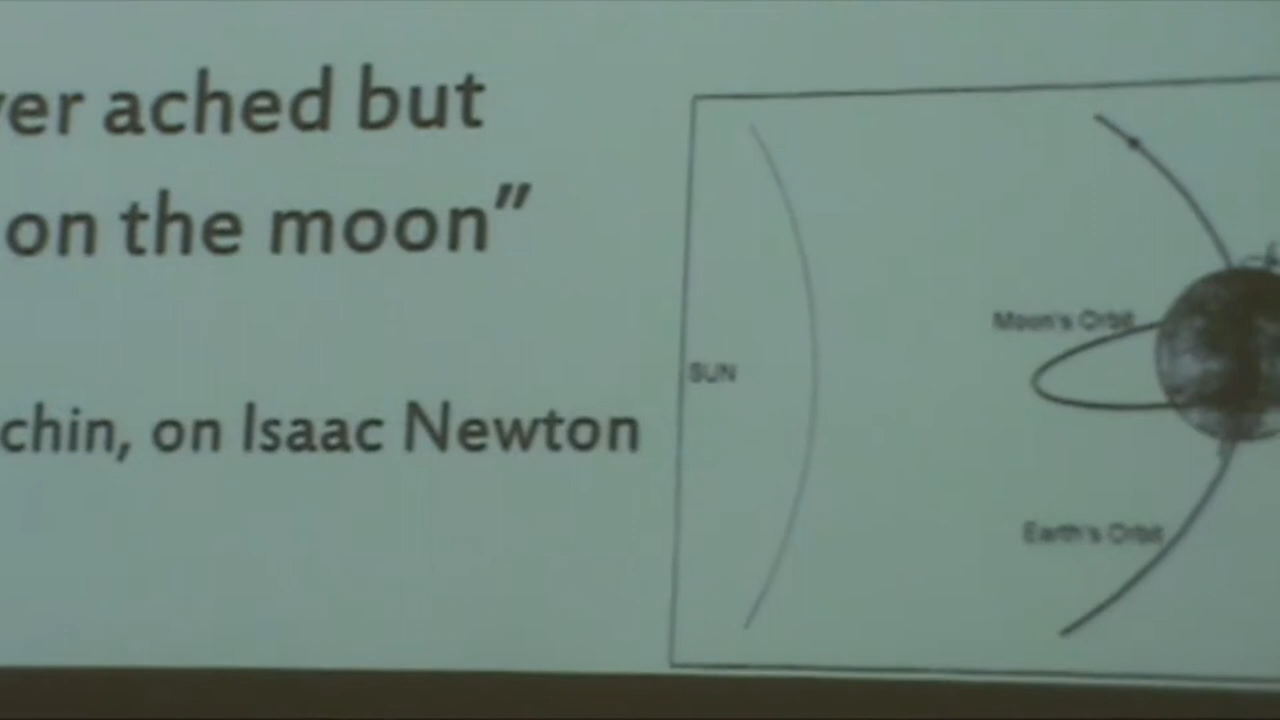 ver ached but
on the moon”
chin, on Isaac Newton
Moon's Orbit
SUN
Earth's Orbit